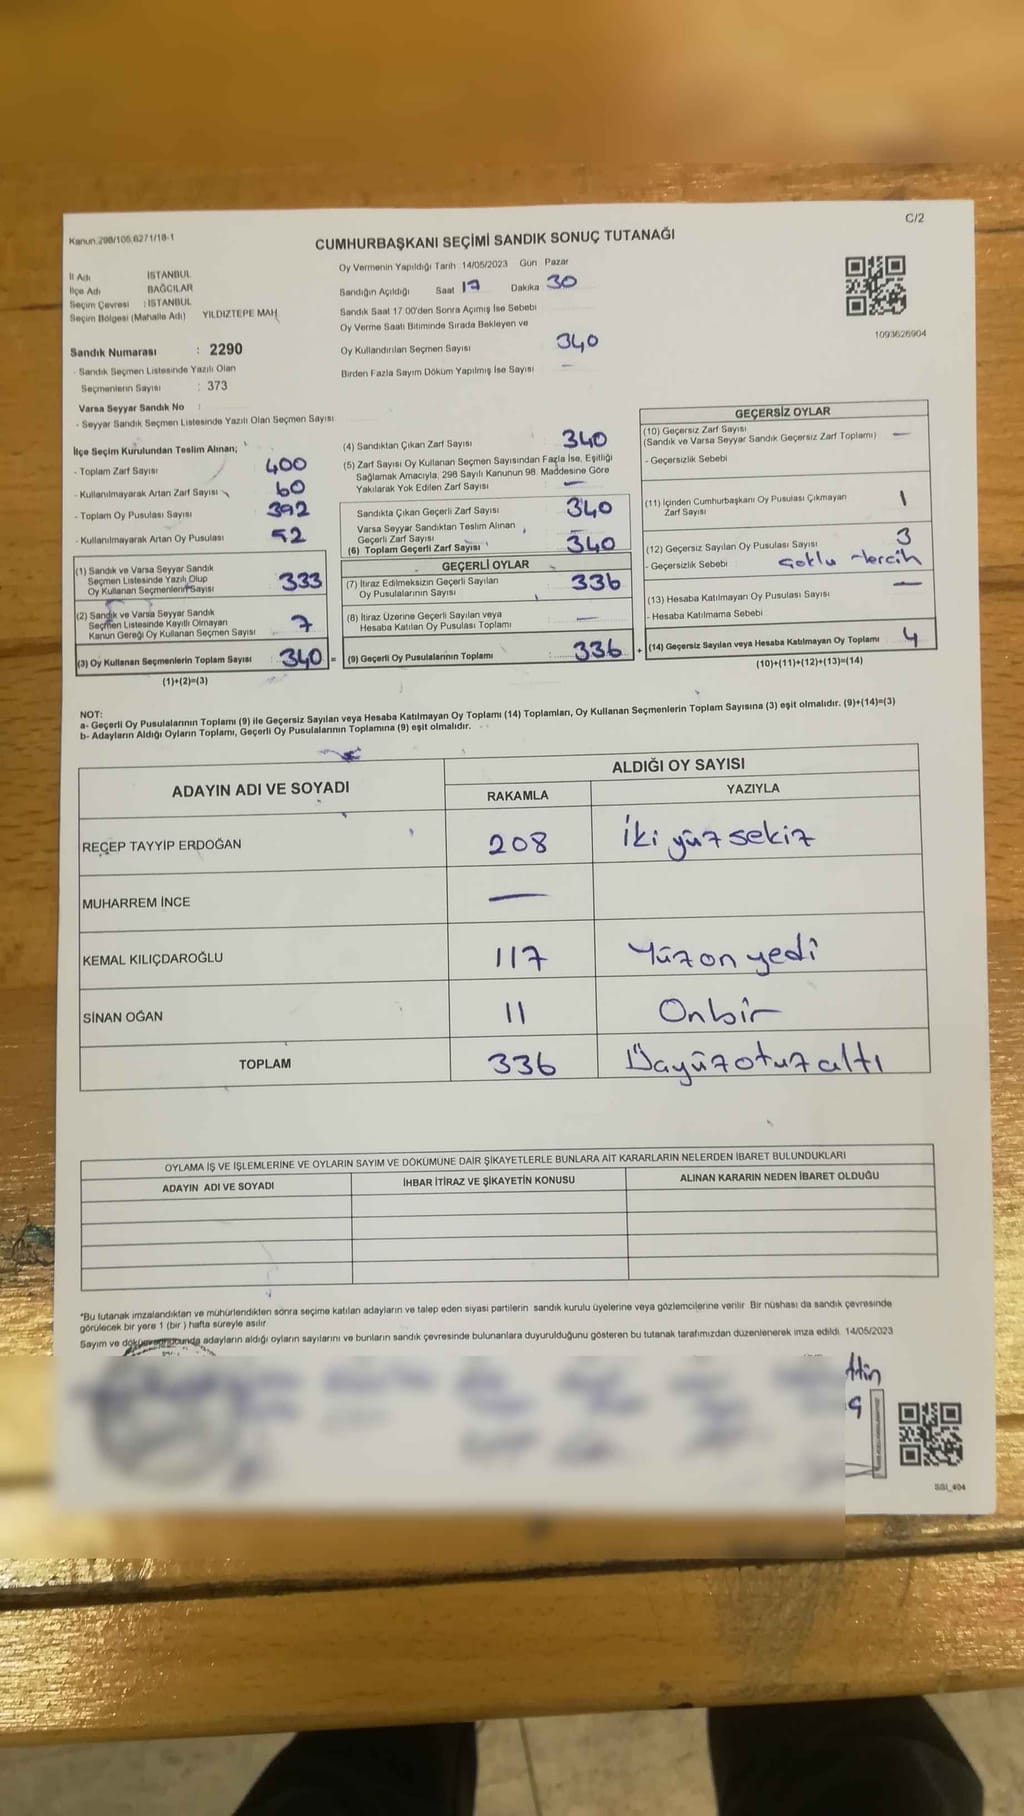 Kanun.298/106,6271/18-1
C/2
CUMHURBAŞKANI SEÇİMİ SANDIK SONUÇ TUTANAĞI
İl Adı İSTANBUL
İlçe Adı BAĞCILAR
Seçim Çevresi : İSTANBUL
Seçim Bölgesi (Mahalle Adı) YILDIZTEPE MAH.
Oy Vermenin Yapıldığı Tarih 14/05/2023 Gün Pazar
Sandığın Açıldığı Saat 17 Dakika 30
Sandık Saat 17 00'den Sonra Açımış İse Sebebi
Oy Verme Saati Bitiminde Sırada Bekleyen ve
Oy Kullandırılan Seçmen Sayısı 340
Birden Fazla Sayım Döküm Yapılmış İse Sayısı —
1093626904
Sandık Numarası : 2290
- Sandık Seçmen Listesinde Yazılı Olan
Seçmenlerin Sayısı : 373
Varsa Seyyar Sandık No :
- Seyyar Sandık Seçmen Listesinde Yazılı Olan Seçmen Sayısı
İlçe Seçim Kurulundan Teslim Alınan;
- Toplam Zarf Sayısı 400
- Kullanılmayarak Artan Zarf Sayısı 60
- Toplam Oy Pusulası Sayısı 392
- Kullanılmayarak Artan Oy Pusulası 52
(1) Sandık ve Varsa Seyyar Sandık
Seçmen Listesinde Yazılı Olup
Oy Kullanan Seçmenlerin Sayısı 333
(2) Sandık ve Varsa Seyyar Sandık
Seçmen Listesinde Kayıtlı Olmayan
Kanun Gereği Oy Kullanan Seçmen Sayısı 7
(3) Oy Kullanan Seçmenlerin Toplam Sayısı : 340 =
(1)+(2)=(3)
(4) Sandıktan Çıkan Zarf Sayısı 340
(5) Zarf Sayısı Oy Kullanan Seçmen Sayısından Fazla İse, Eşitliği
Sağlamak Amacıyla, 298 Sayılı Kanunun 98. Maddesine Göre
Yakılarak Yok Edilen Zarf Sayısı —
Sandıkta Çıkan Geçerli Zarf Sayısı 340
Varsa Seyyar Sandıktan Teslim Alınan
Geçerli Zarf Sayısı
(6) Toplam Geçerli Zarf Sayısı 340
GEÇERLİ OYLAR
(7) İtiraz Edilmeksizin Geçerli Sayılan
Oy Pusulalarının Sayısı 336
(8) İtiraz Üzerine Geçerli Sayılan veya
Hesaba Katılan Oy Pusulası Toplamı —
(9) Geçerli Oy Pusulalarının Toplamı : 336 +
GEÇERSİZ OYLAR
(10) Geçersiz Zarf Sayısı
(Sandık ve Varsa Seyyar Sandık Geçersiz Zarf Toplamı) —
- Geçersizlik Sebebi
(11) İçinden Cumhurbaşkanı Oy Pusulası Çıkmayan
Zarf Sayısı 1
(12) Geçersiz Sayılan Oy Pusulası Sayısı 3
- Geçersizlik Sebebi çoklu tercih
(13) Hesaba Katılmayan Oy Pusulası Sayısı —
- Hesaba Katılmama Sebebi
(14) Geçersiz Sayılan veya Hesaba Katılmayan Oy Toplamı 4
(10)+(11)+(12)+(13)=(14)
NOT:
a- Geçerli Oy Pusulalarının Toplamı (9) ile Geçersiz Sayılan veya Hesaba Katılmayan Oy Toplamı (14) Toplamları, Oy Kullanan Seçmenlerin Toplam Sayısına (3) eşit olmalıdır. (9)+(14)=(3)
b- Adayların Aldığı Oyların Toplamı, Geçerli Oy Pusulalarının Toplamına (9) eşit olmalıdır.
ADAYIN ADI VE SOYADI ALDIĞI OY SAYISI
RAKAMLA YAZIYLA
RECEP TAYYİP ERDOĞAN 208 İki yüz sekiz
MUHARREM İNCE —
KEMAL KILIÇDAROĞLU 117 Yüz on yedi
SİNAN OĞAN 11 Onbir
TOPLAM 336 Üçyüzotuzaltı
OYLAMA İŞ VE İŞLEMLERİNE VE OYLARIN SAYIM VE DÖKÜMÜNE DAİR ŞİKAYETLERLE BUNLARA AİT KARARLARIN NELERDEN İBARET BULUNDUKLARI
ADAYIN ADI VE SOYADI İHBAR İTİRAZ VE ŞİKAYETİN KONUSU ALINAN KARARIN NEDEN İBARET OLDUĞU
*Bu tutanak imzalandıktan ve mühürlendikten sonra seçime katılan adayların ve talep eden siyasi partilerin sandık kurulu üyelerine veya gözlemcilerine verilir Bir nüshası da sandık çevresinde
görülecek bir yere 1 (bir ) hafta süreyle asılır
Sayım ve dökümü sonucunda adayların aldığı oyların sayılarını ve bunların sandık çevresinde bulunanlara duyurulduğunu gösteren bu tutanak tarafımızdan düzenlenerek imza edildi. 14/05/2023